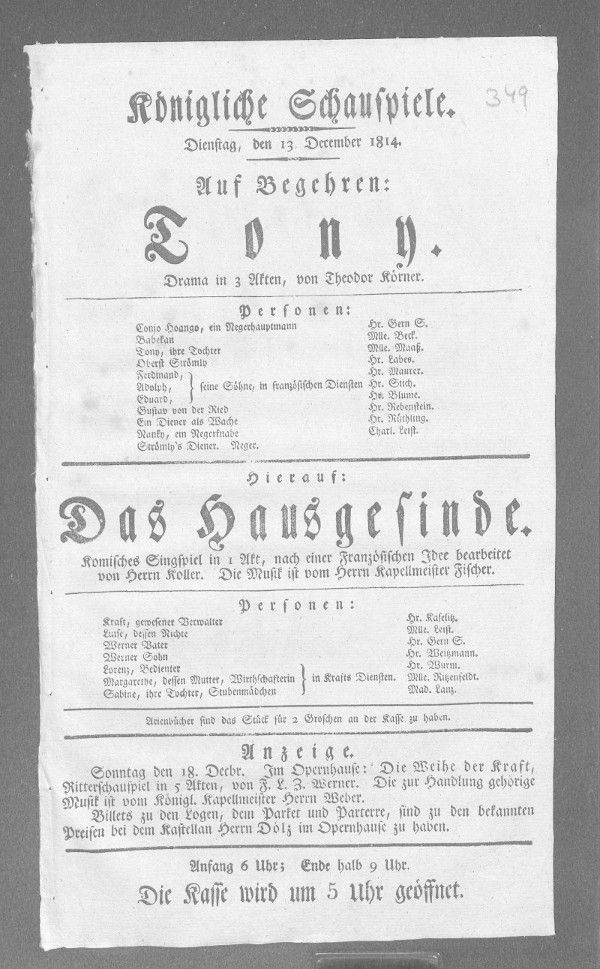 349
Königliche Schauspiele.
Dienstag, den 13. December 1814.
Auf Begehren:
Tony.
Drama in 3 Akten, von Theodor Körner.
Personen:
Conjo Hoango, ein Negerhauptmann Hr. Gern S.
Babekan Mlle. Beck.
Tony, ihre Tochter Mlle. Maaß.
Oberst Strömly Hr. Labes.
Ferdinand, Hr. Maurer.
Adolph, } seine Söhne, in französischen Diensten Hr. Stich.
Eduard, Hr. Blume.
Gustav von der Ried Hr. Rebenstein.
Ein Diener als Wache Hr. Rüthling.
Nanky, ein Negerknabe Charl. Leist.
Strömly's Diener. Neger.
Hierauf:
Das Hausgesinde.
Komisches Singspiel in 1 Akt, nach einer Französischen Idee bearbeitet
von Herrn Koller. Die Musik ist vom Herrn Kapellmeister Fischer.
Personen:
Kraft, gewesener Verwalter Hr. Kaselitz.
Luise, dessen Nichte Mlle. Leist.
Werner Vater Hr. Gern S.
Werner Sohn Hr. Weitzmann.
Lorenz, Bedienter Hr. Wurm.
Margarethe, dessen Mutter, Wirthschafterin } in Krafts Diensten. Mlle. Ritzenfeldt.
Sabine, ihre Tochter, Stubenmädchen Mad. Lanz.
Arienbücher sind das Stück für 2 Groschen an der Kasse zu haben.
Anzeige.
Sonntag den 18. Decbr. Im Opernhause: Die Weihe der Kraft,
Ritterschauspiel in 5 Akten, von F. L. Z. Werner. Die zur Handlung gehörige
Musik ist vom Königl. Kapellmeister Herrn Weber.
Billets zu den Logen, dem Parket und Parterre, sind zu den bekannten
Preisen bei dem Kastellan Herrn Dölz im Opernhause zu haben.
Anfang 6 Uhr; Ende halb 9 Uhr.
Die Kasse wird um 5 Uhr geöffnet.